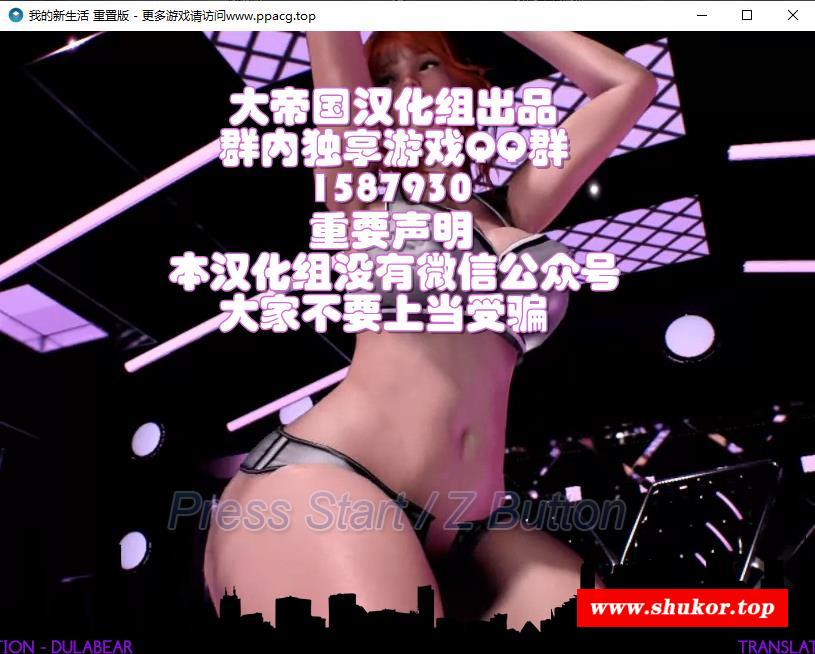 我的新生活 重置版 - 更多游戏请访问www.ppacg.top
大帝国汉化组出品
群内独享游戏QQ群
1587930
重要声明
本汉化组没有微信公众号
大家不要上当受骗
Press Start / Z Button
www.shukor.top
TION - DULABEAR
TRANSLAT